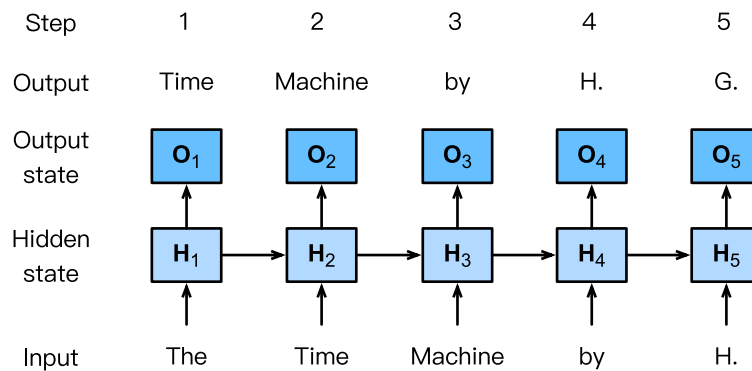 Step 1 2 3 4 5
Output Time Machine by H. G.
Output
state
O1 O2 O3 O4 O5
Hidden
state
H1 H2 H3 H4 H5
Input The Time Machine by H.